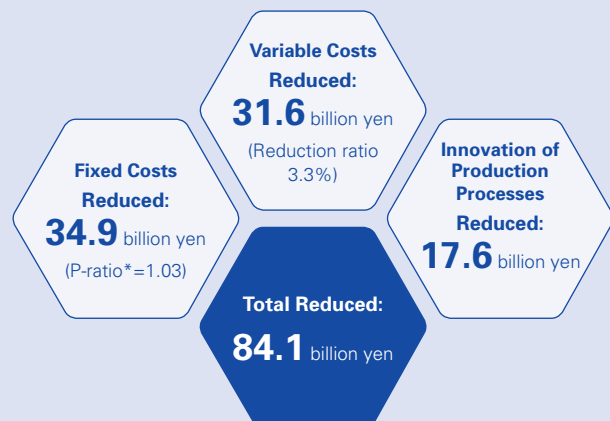 Variable Costs
Reduced:
31.6 billion yen
(Reduction ratio
3.3%)
Fixed Costs
Reduced:
34.9 billion yen
(P-ratio*=1.03)
Innovation of
Production
Processes
Reduced:
17.6 billion yen
Total Reduced:
84.1 billion yen